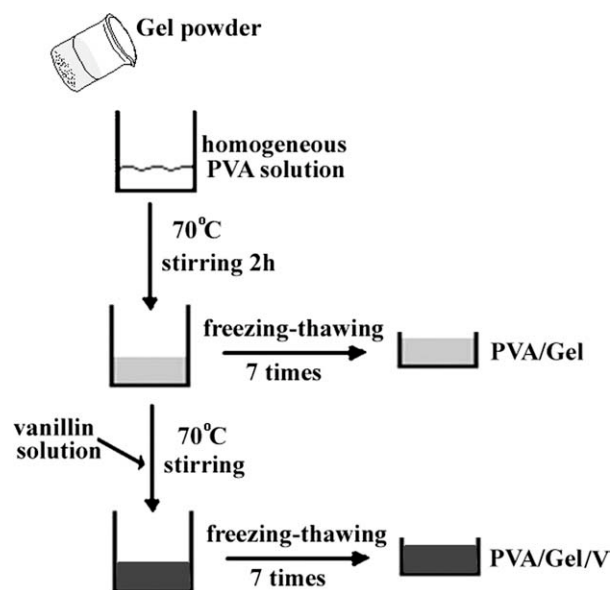 Gel powder
homogeneous
PVA solution
70°C
stirring 2h
freezing-thawing
7 times
PVA/Gel
vanillin
solution
70°C
stirring
freezing-thawing
7 times
PVA/Gel/V